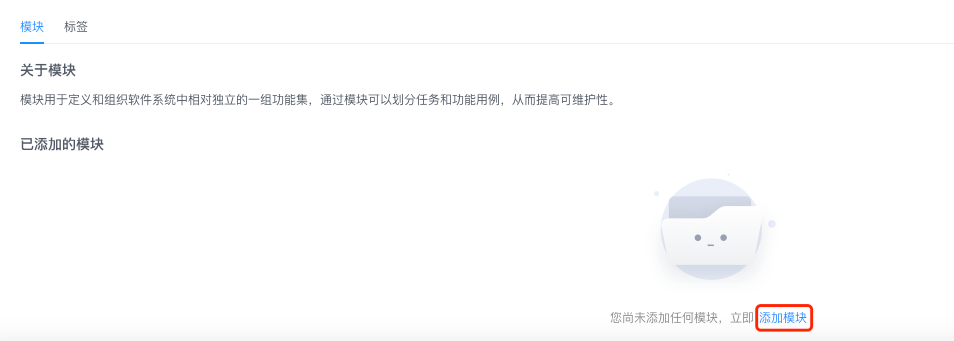 模块 标签
关于模块
模块用于定义和组织软件系统中相对独立的一组功能集，通过模块可以划分任务和功能用例，从而提高可维护性。
已添加的模块
您尚未添加任何模块，立即 添加模块